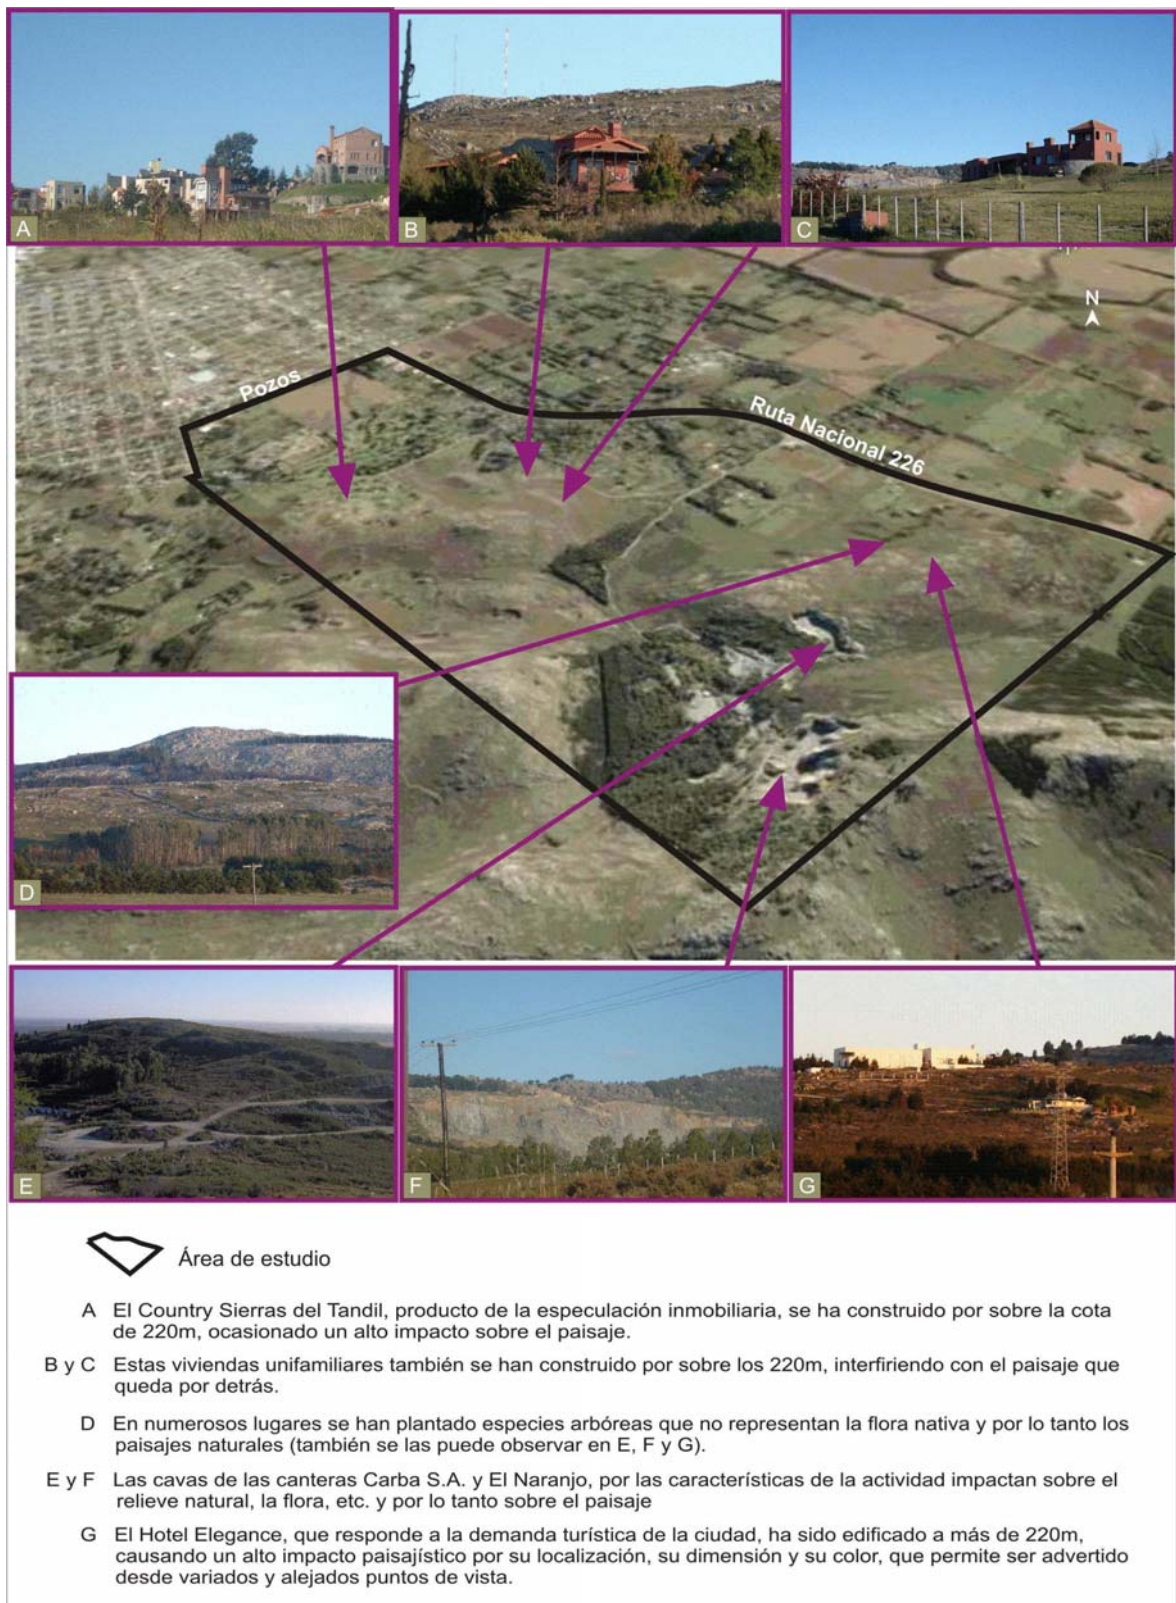 A
B
C
N
Pozos
Ruta Nacional 226
D
E
F
G
Área de estudio
A El Country Sierras del Tandil, producto de la especulación inmobiliaria, se ha construido por sobre la cota
de 220m, ocasionado un alto impacto sobre el paisaje.
B y C Estas viviendas unifamiliares también se han construido por sobre los 220m, interfiriendo con el paisaje que
queda por detrás.
D En numerosos lugares se han plantado especies arbóreas que no representan la flora nativa y por lo tanto los
paisajes naturales (también se las puede observar en E, F y G).
E y F Las cavas de las canteras Carba S.A. y El Naranjo, por las características de la actividad impactan sobre el
relieve natural, la flora, etc. y por lo tanto sobre el paisaje
G El Hotel Elegance, que responde a la demanda turística de la ciudad, ha sido edificado a más de 220m,
causando un alto impacto paisajístico por su localización, su dimensión y su color, que permite ser advertido
desde variados y alejados puntos de vista.